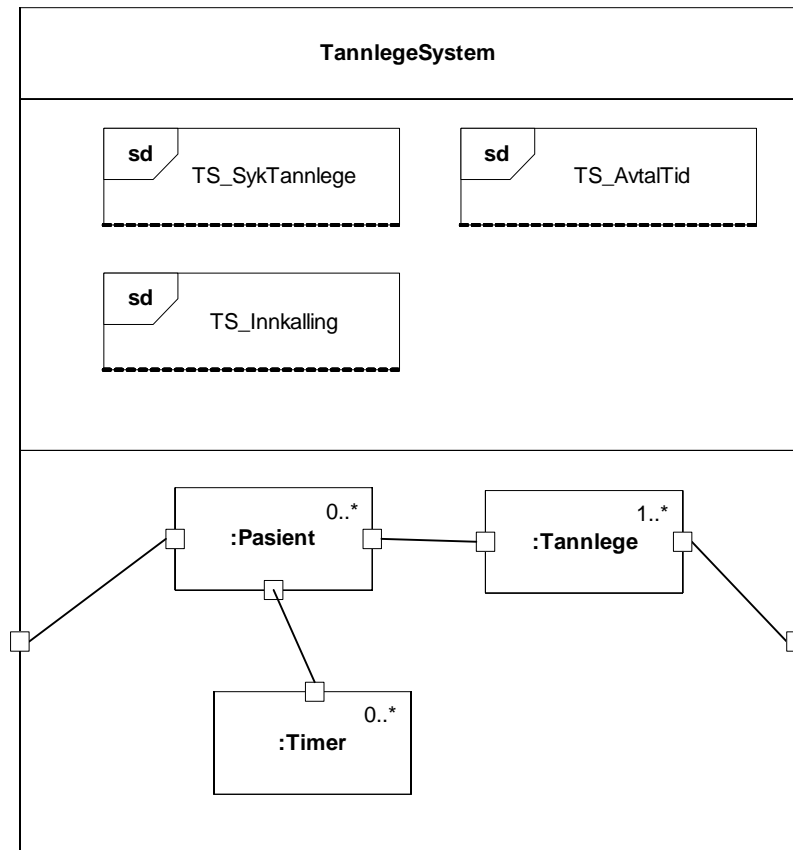 TannlegeSystem
sd
TS_SykTannlege
sd
TS_AvtalTid
sd
TS_Innkalling
0..*
:Pasient
1..*
:Tannlege
0..*
:Timer